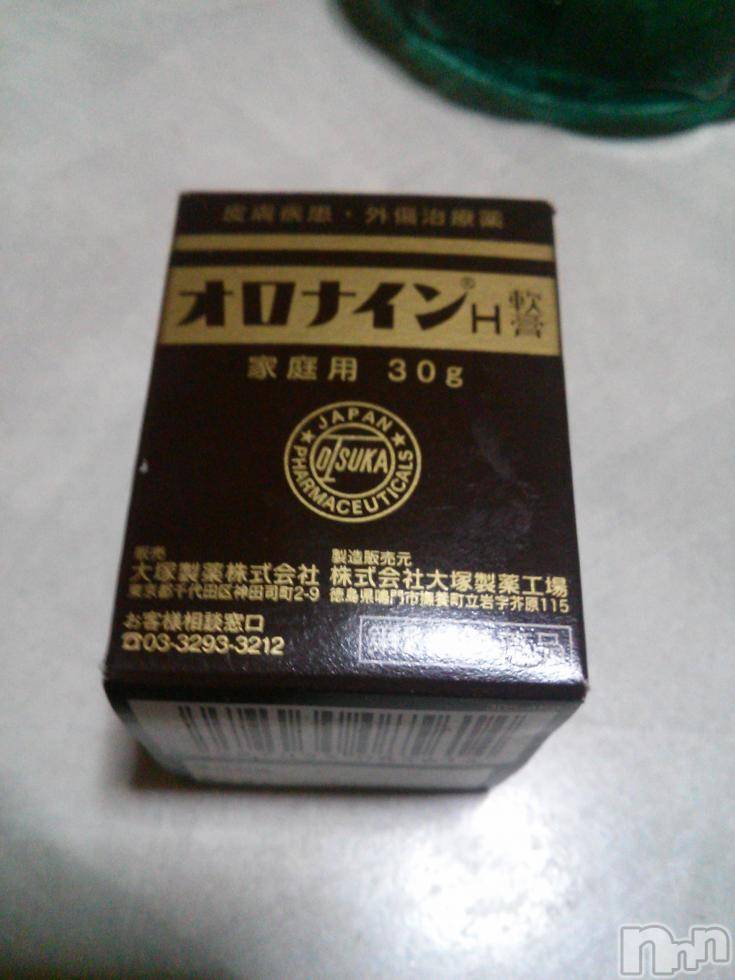 皮膚疾患・外傷治療薬
オロナイン®H軟膏
家庭用 30g
JAPAN
OTSUKA
PHARMACEUTICALS
販売
大塚製薬株式会社
東京都千代田区神田司町2-9
製造販売元
株式会社大塚製薬工場
徳島県鳴門市撫養町立岩字芥原115
お客様相談窓口
☎03-3293-3212
nnn